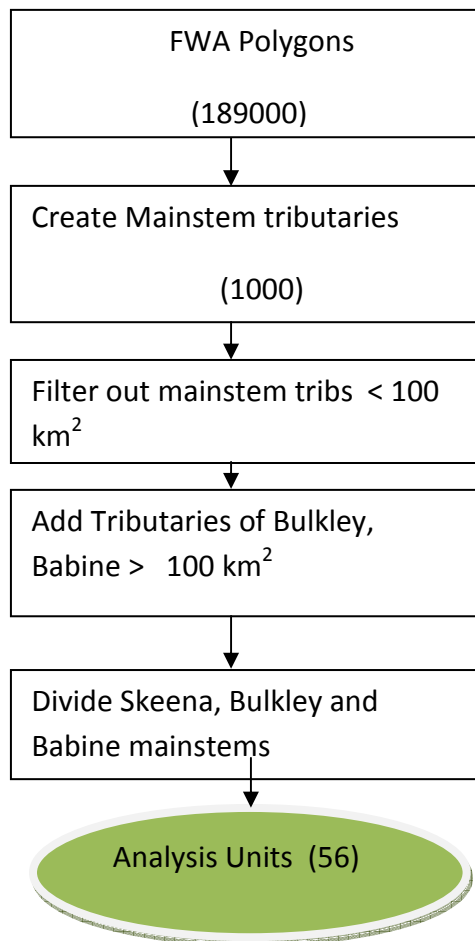 FWA Polygons
(189000)
Create Mainstem tributaries
(1000)
Filter out mainstem tribs < 100
km²
Add Tributaries of Bulkley,
Babine > 100 km²
Divide Skeena, Bulkley and
Babine mainstems
Analysis Units (56)